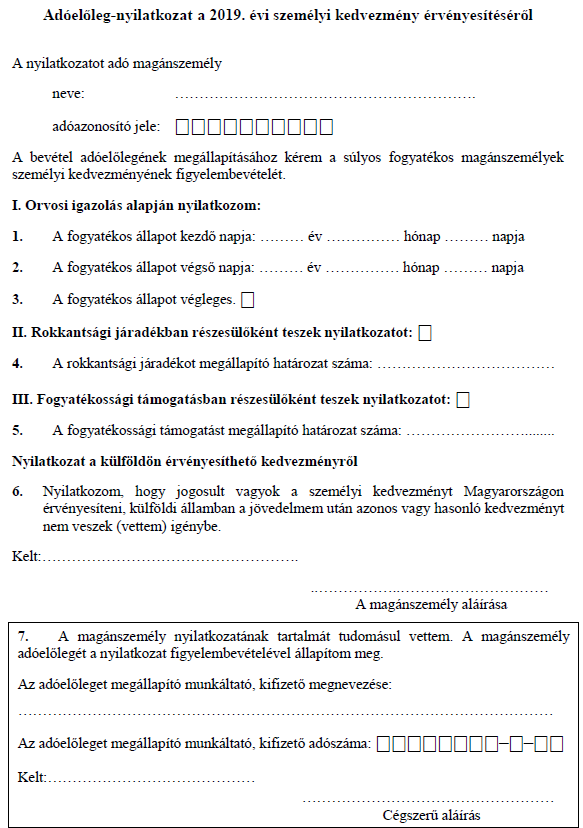 Adóelőleg-nyilatkozat a 2019. évi személyi kedvezmény érvényesítéséről
A nyilatkozatot adó magánszemély
neve: ……………………………………………………….
adóazonosító jele: □□□□□□□□□□
A bevétel adóelőlegének megállapításához kérem a súlyos fogyatékos magánszemélyek
személyi kedvezményének figyelembevételét.
I. Orvosi igazolás alapján nyilatkozom:
1. A fogyatékos állapot kezdő napja: ……… év …………… hónap ……… napja
2. A fogyatékos állapot végső napja: ……… év …………… hónap ……… napja
3. A fogyatékos állapot végleges. □
II. Rokkantsági járadékban részesülőként teszek nyilatkozatot: □
4. A rokkantsági járadékot megállapító határozat száma: ………………………………
III. Fogyatékossági támogatásban részesülőként teszek nyilatkozatot: □
5. A fogyatékossági támogatást megállapító határozat száma: ……………………........
Nyilatkozat a külföldön érvényesíthető kedvezményről
6. Nyilatkozom, hogy jogosult vagyok a személyi kedvezményt Magyarországon
érvényesíteni, külföldi államban a jövedelmem után azonos vagy hasonló kedvezményt
nem veszek (vettem) igénybe.
Kelt:…………………………………………….
..……………...…………………………
A magánszemély aláírása
7. A magánszemély nyilatkozatának tartalmát tudomásul vettem. A magánszemély
adóelőlegét a nyilatkozat figyelembevételével állapítom meg.
Az adóelőleget megállapító munkáltató, kifizető megnevezése:
…………………………………………………………………………………………………
Az adóelőleget megállapító munkáltató, kifizető adószáma: □□□□□□□□–□–□□
Kelt:……………………………………
……………………………………………
Cégszerű aláírás